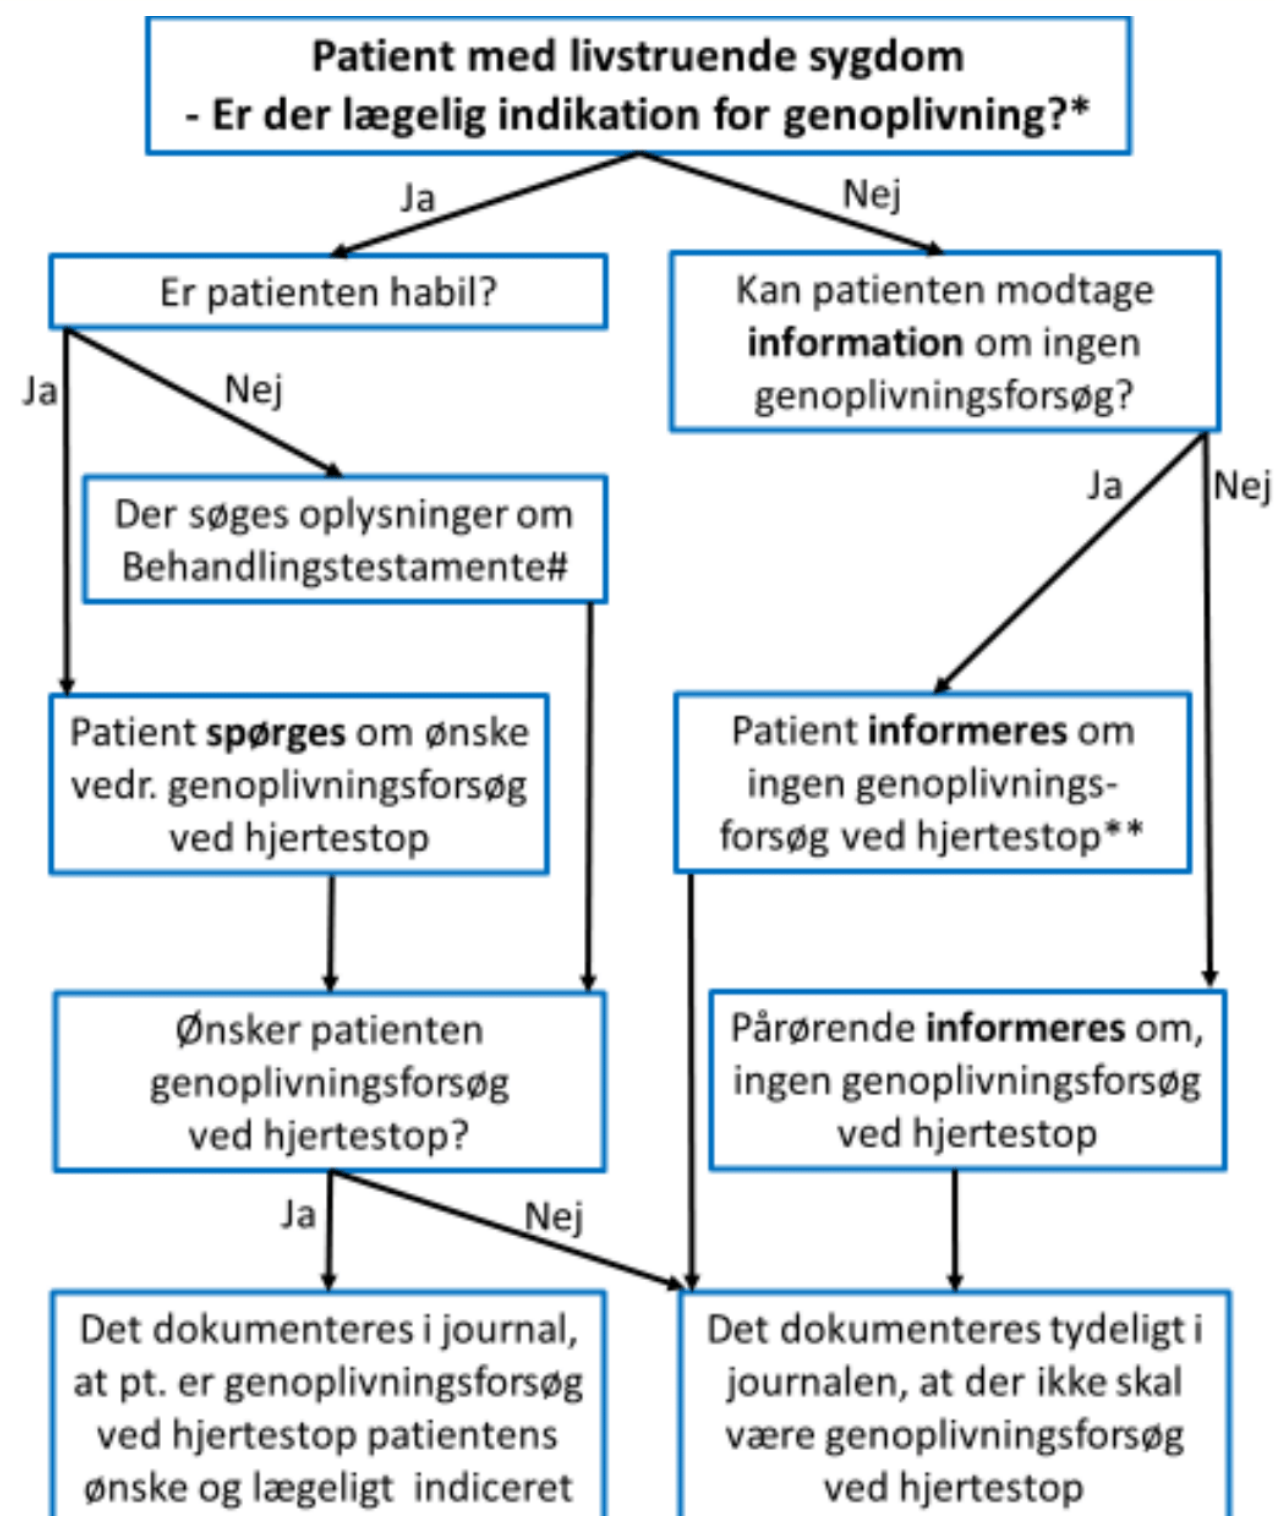 Patient med livstruende sygdom
- Er der lægelig indikation for genoplivning?*
Ja
Nej
Er patienten habil?
Kan patienten modtage
information om ingen
genoplivningsforsøg?
Ja
Nej
Ja
Nej
Der søges oplysninger om
Behandlingstestamente#
Patient spørges om ønske
vedr. genoplivningsforsøg
ved hjertestop
Patient informeres om
ingen genoplivnings-
forsøg ved hjertestop**
Ønsker patienten
genoplivningsforsøg
ved hjertestop?
Pårørende informeres om,
ingen genoplivningsforsøg
ved hjertestop
Ja
Nej
Det dokumenteres i journal,
at pt. er genoplivningsforsøg
ved hjertestop patientens
ønske og lægeligt indiceret
Det dokumenteres tydeligt i
journalen, at der ikke skal
være genoplivningsforsøg
ved hjertestop